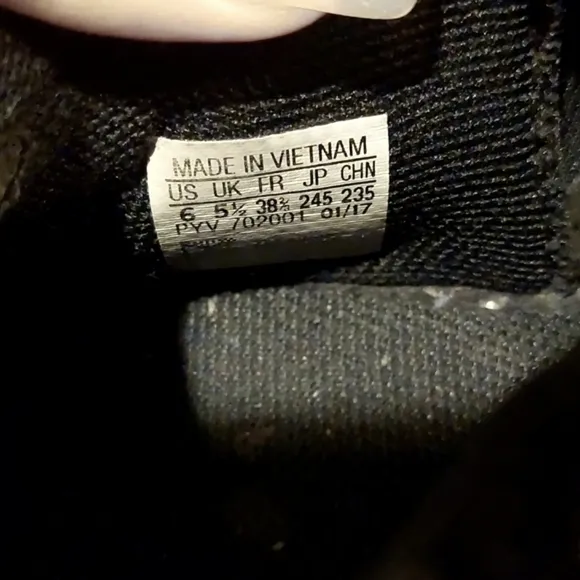 MADE IN VIETNAM
US UK FR JP CHN
6 5½ 38⅔ 245 235
PYV 702001 01/17